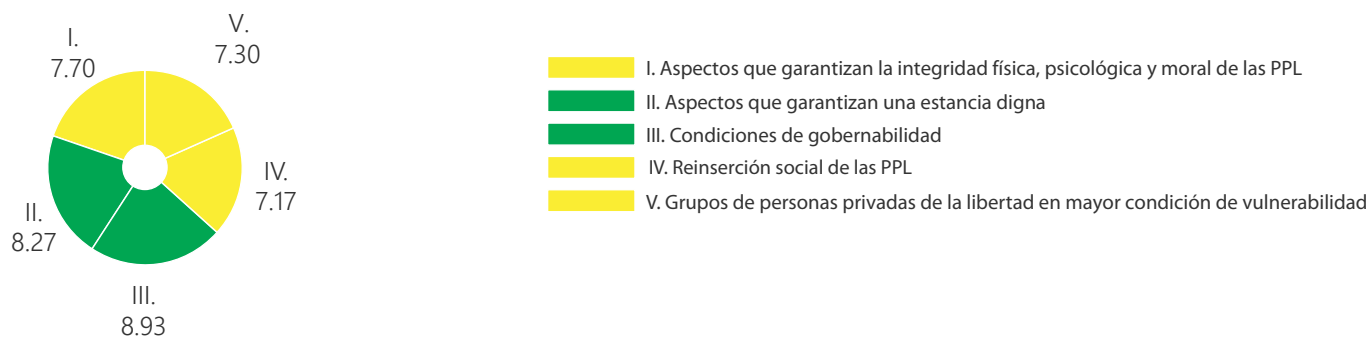 I.
7.70
V.
7.30
IV.
7.17
II.
8.27
III.
8.93
I. Aspectos que garantizan la integridad física, psicológica y moral de las PPL
II. Aspectos que garantizan una estancia digna
III. Condiciones de gobernabilidad
IV. Reinserción social de las PPL
V. Grupos de personas privadas de la libertad en mayor condición de vulnerabilidad